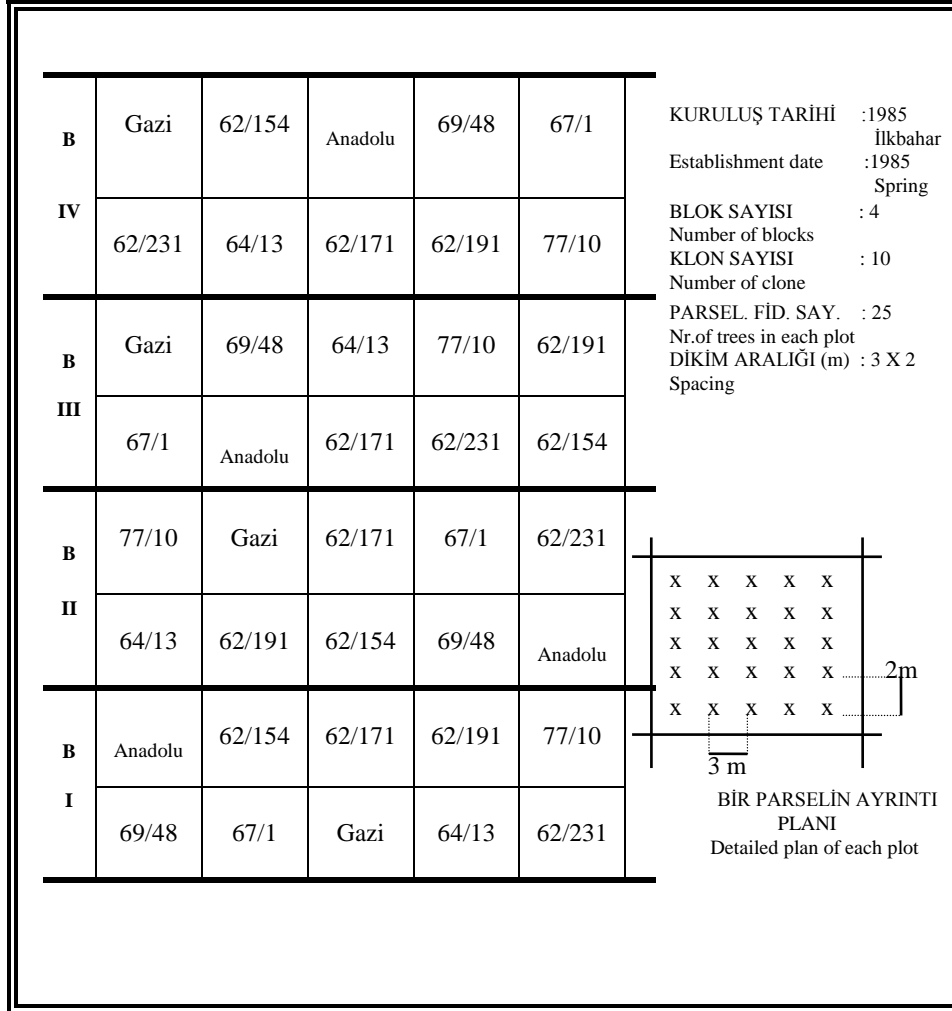 B Gazi 62/154 Anadolu 69/48 67/1
IV 62/231 64/13 62/171 62/191 77/10
B Gazi 69/48 64/13 77/10 62/191
III 67/1 Anadolu 62/171 62/231 62/154
B 77/10 Gazi 62/171 67/1 62/231
II 64/13 62/191 62/154 69/48 Anadolu
B Anadolu 62/154 62/171 62/191 77/10
I 69/48 67/1 Gazi 64/13 62/231
KURULUŞ TARİHİ :1985
İlkbahar
Establishment date :1985
Spring
BLOK SAYISI : 4
Number of blocks
KLON SAYISI : 10
Number of clone
PARSEL. FİD. SAY. : 25
Nr.of trees in each plot
DİKİM ARALIĞI (m) : 3 X 2
Spacing
x x x x x
x x x x x
x x x x x
x x x x x 2m
x x x x x
3 m
BİR PARSELİN AYRINTI
PLANI
Detailed plan of each plot